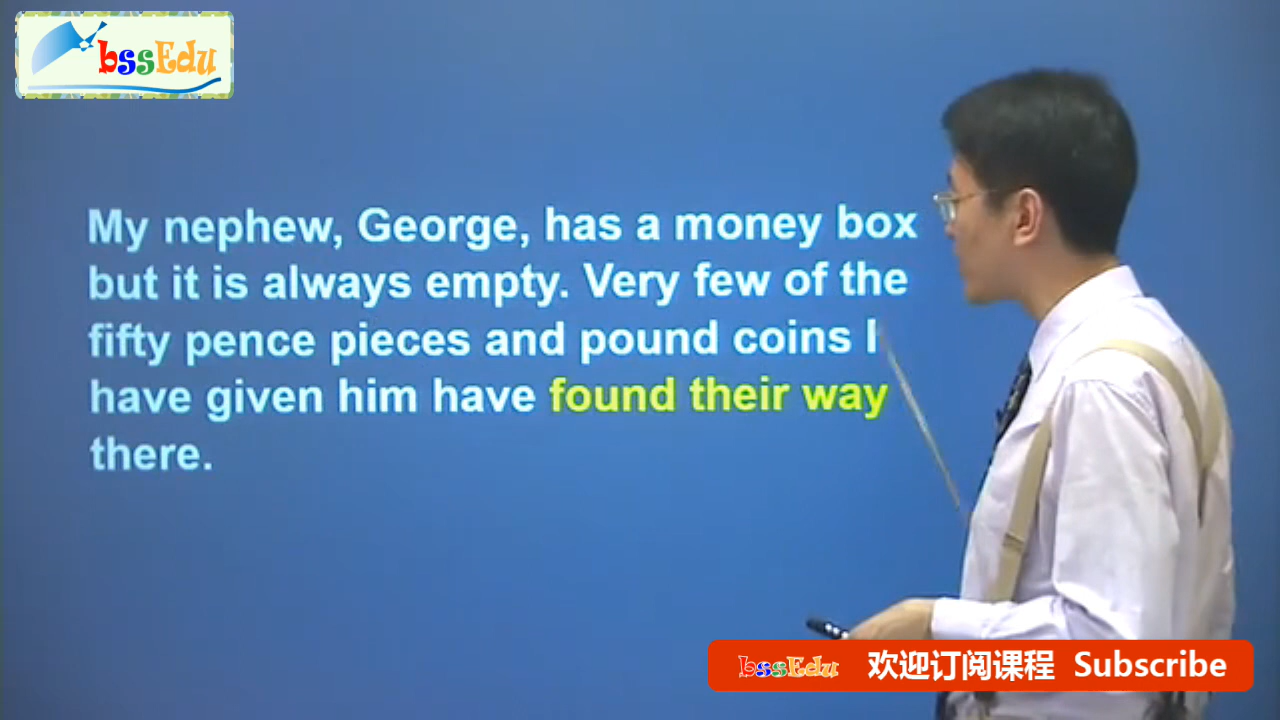 bssEdu
My nephew, George, has a money box
but it is always empty. Very few of the
fifty pence pieces and pound coins I
have given him have found their way
there.
bssEdu 欢迎订阅课程 Subscribe